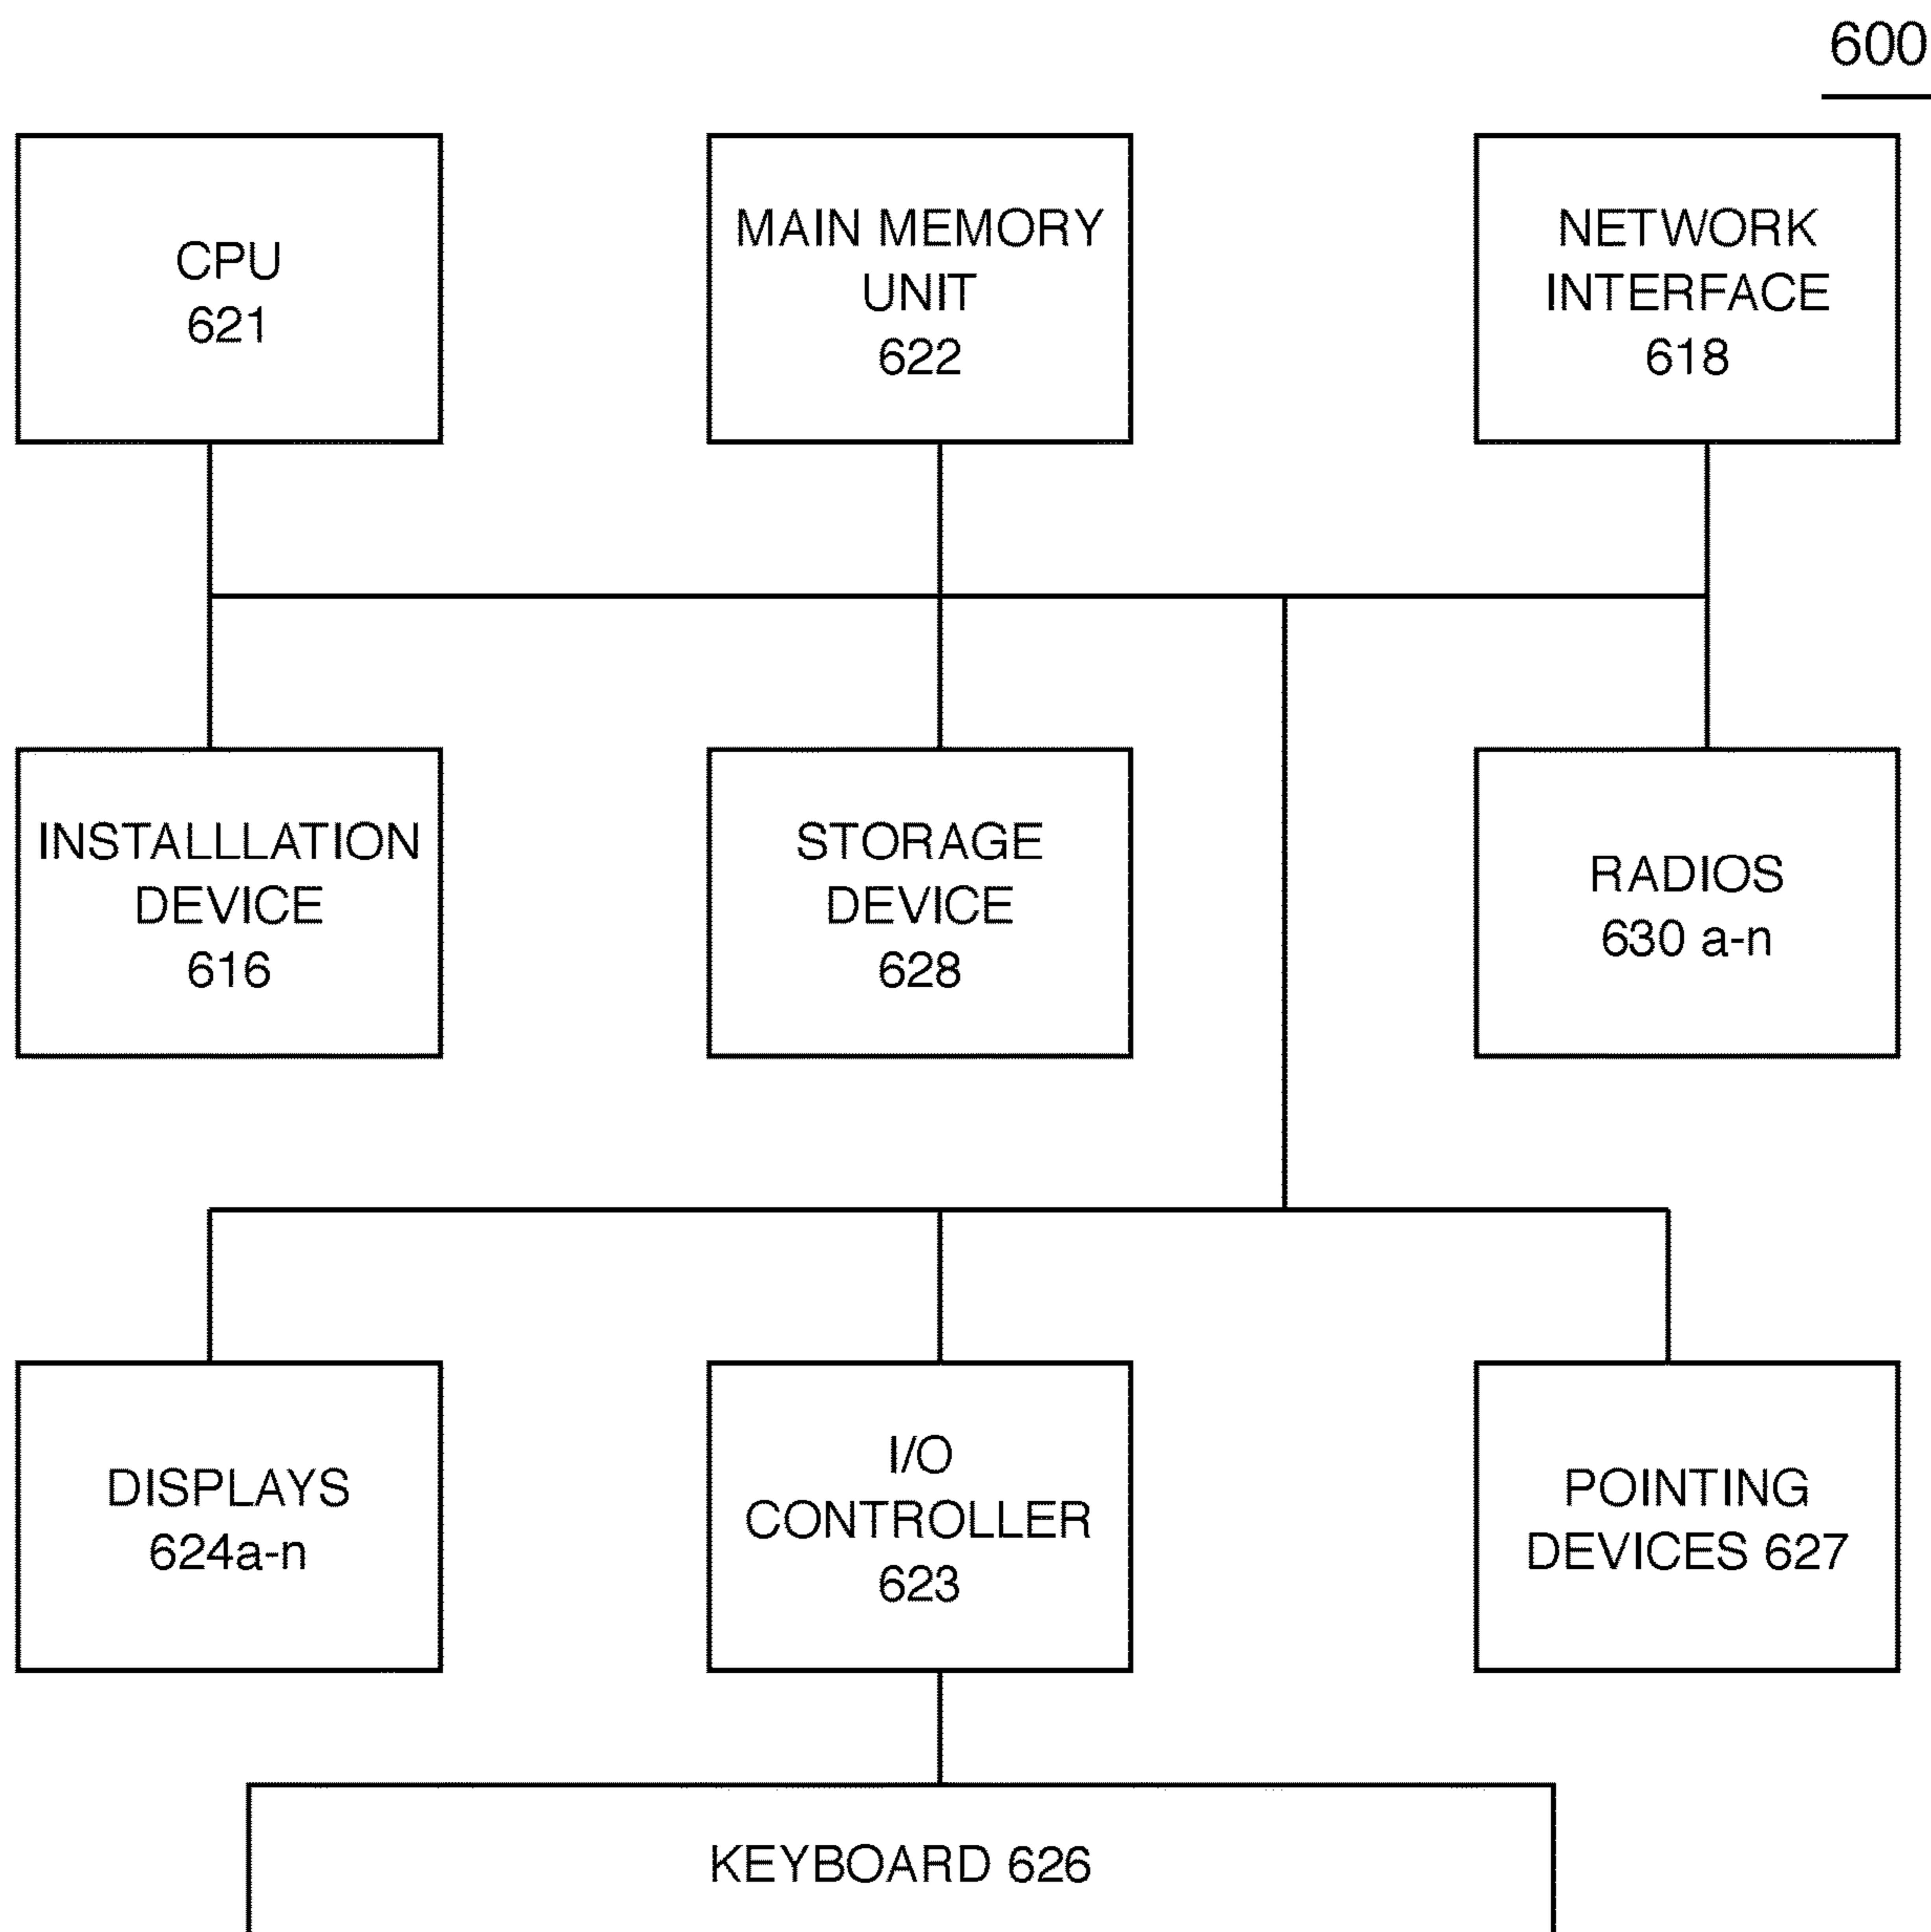 600
CPU
621
MAIN MEMORY
UNIT
622
NETWORK
INTERFACE
618
INSTALLLATION
DEVICE
616
STORAGE
DEVICE
628
RADIOS
630 a-n
DISPLAYS
624a-n
I/O
CONTROLLER
623
POINTING
DEVICES 627
KEYBOARD 626